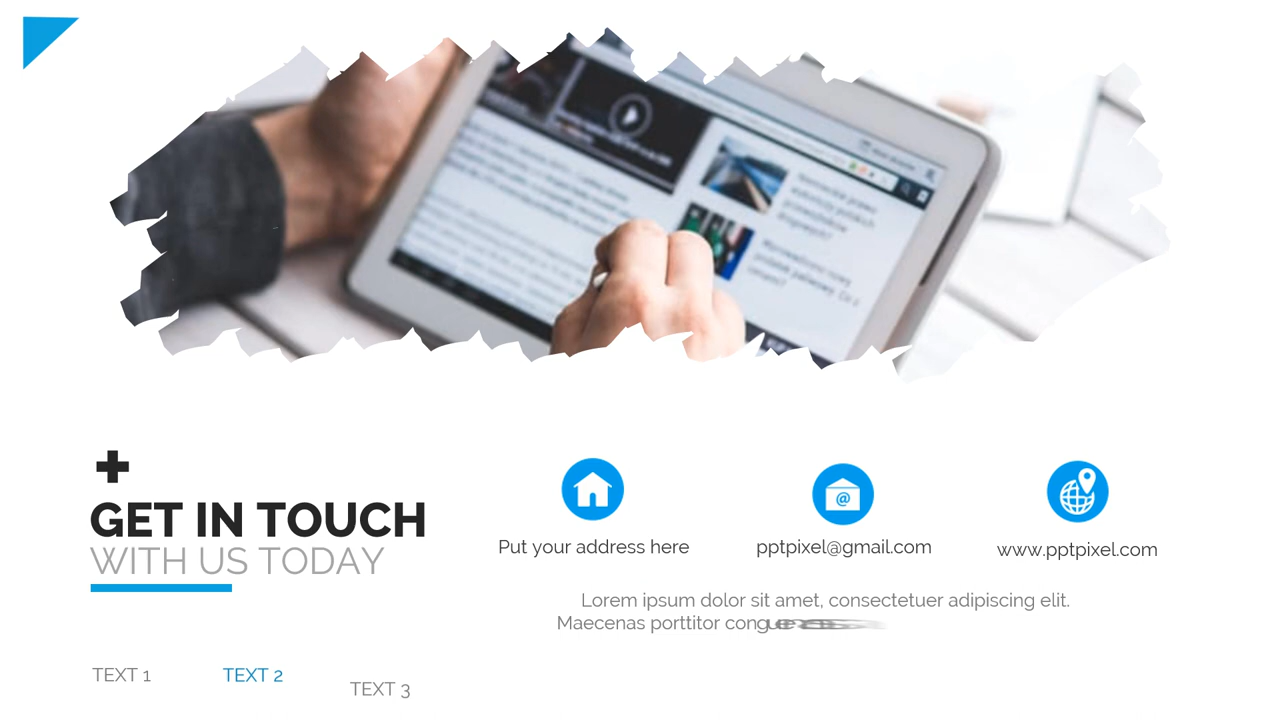 GET IN TOUCH
WITH US TODAY
Put your address here
pptpixel@gmail.com
www.pptpixel.com
Lorem ipsum dolor sit amet, consectetuer adipiscing elit.
Maecenas porttitor
TEXT 1
TEXT 2
TEXT 3